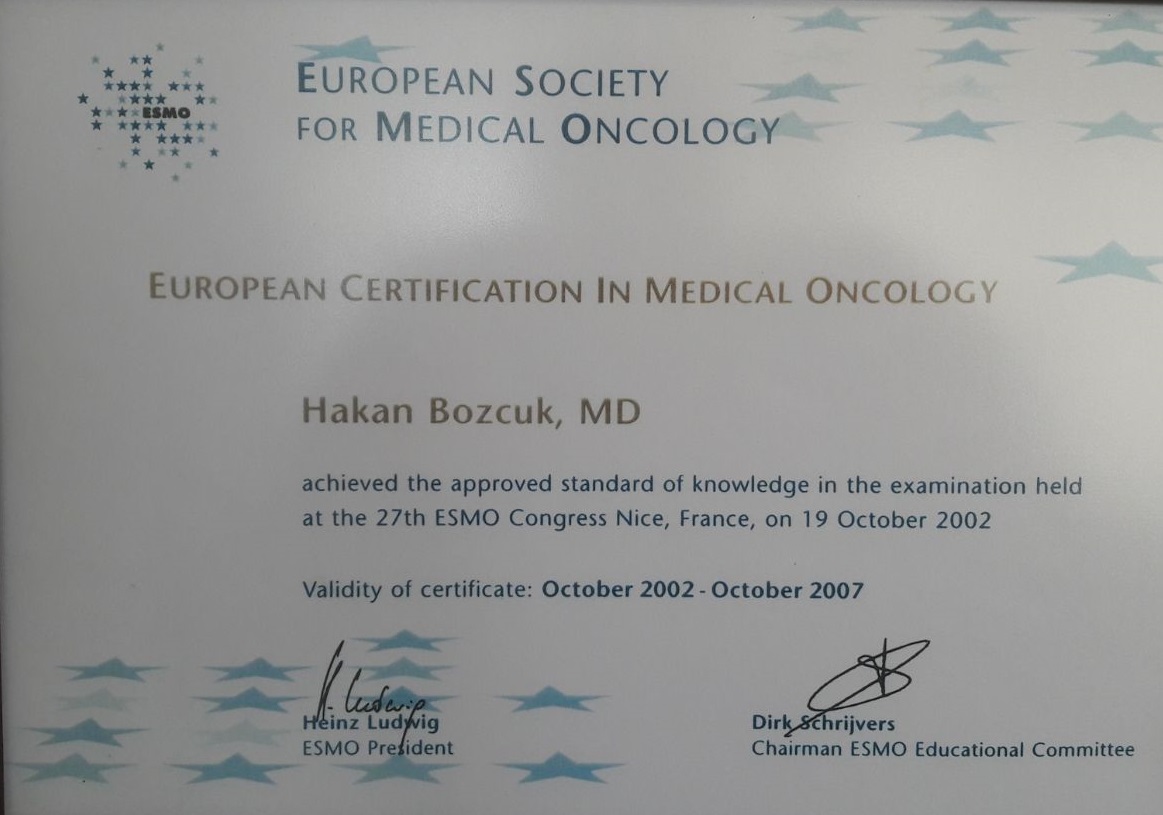 ESMO
EUROPEAN SOCIETY
FOR MEDICAL ONCOLOGY
EUROPEAN CERTIFICATION IN MEDICAL ONCOLOGY
Hakan Bozcuk, MD
achieved the approved standard of knowledge in the examination held
at the 27th ESMO Congress Nice, France, on 19 October 2002
Validity of certificate: October 2002 - October 2007
H. Ludwig
Heinz Ludwig
ESMO President
Dirk Schrijvers
Chairman ESMO Educational Committee